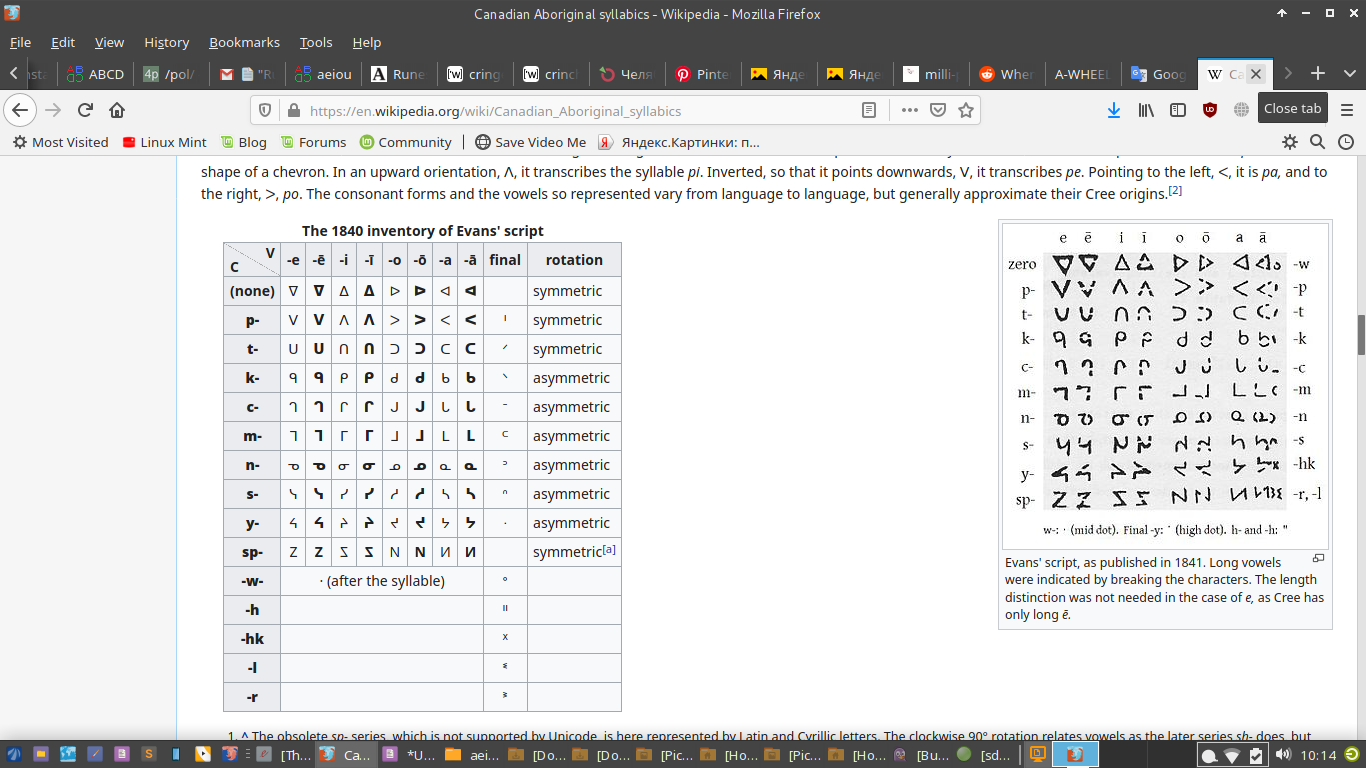 Canadian Aboriginal syllabics - Wikipedia - Mozilla Firefox
File Edit View History Bookmarks Tools Help
ABCD /pol/ "R aeiou Rune cring crinc Челя Pinte Янде Янде milli- Wher A-WHEEL Goog Ca
https://en.wikipedia.org/wiki/Canadian_Aboriginal_syllabics
Close tab
Most Visited Linux Mint Blog Forums Community Save Video Me Яндекс.Картинки: п...
shape of a chevron. In an upward orientation, ᐱ, it transcribes the syllable pi. Inverted, so that it points downwards, ᐯ, it transcribes pe. Pointing to the left, ᐸ, it is pa, and to
the right, ᐳ, po. The consonant forms and the vowels so represented vary from language to language, but generally approximate their Cree origins.[2]
The 1840 inventory of Evans' script
C V -e -ē -i -ī -o -ō -a -ā final rotation
(none) ᐁ ᐁ ᐃ ᐃ ᐅ ᐅ ᐊ ᐊ symmetric
p- ᐯ ᐯ ᐱ ᐱ ᐳ ᐳ ᐸ ᐸ ᑊ symmetric
t- ᑌ ᑌ ᑎ ᑎ ᑐ ᑐ ᑕ ᑕ ᐟ symmetric
k- ᑫ ᑫ ᑭ ᑭ ᑯ ᑯ ᑲ ᑲ ᐠ asymmetric
c- ᒉ ᒉ ᒋ ᒋ ᒍ ᒍ ᒐ ᒐ ᐨ asymmetric
m- ᒣ ᒣ ᒥ ᒥ ᒧ ᒧ ᒪ ᒪ ᒼ asymmetric
n- ᓀ ᓀ ᓂ ᓂ ᓄ ᓄ ᓇ ᓇ ᐣ asymmetric
s- ᓭ ᓭ ᓯ ᓯ ᓱ ᓱ ᓴ ᓴ ᐢ asymmetric
y- ᔦ ᔦ ᔨ ᔨ ᔪ ᔪ ᔭ ᔭ · asymmetric
sp- Z Z Ƨ Ƨ N N И И symmetric[a]
-w- · (after the syllable) ᐤ
-h ᐦ
-hk ᕽ
-l ᓬ
-r ᕒ
e ē i ī o ō a ā
zero -w
p- -p
t- -t
k- -k
c- -c
m- -m
n- -n
s- -s
y- -hk
sp- -r, -l
w-: · (mid dot). Final -y: ˙ (high dot). h- and -h: "
Evans' script, as published in 1841. Long vowels
were indicated by breaking the characters. The length
distinction was not needed in the case of e, as Cree has
only long ē.
1. ^ The obsolete sp- series, which is not supported by Unicode, is here represented by Latin and Cyrillic letters. The clockwise 90° rotation relates vowels as the later series sh- does, but
[Th... Ca... *U... aei... [Do... [Do... [Pic... [Ho... [Pic... [Ho... [Bu... [sd... 10:14